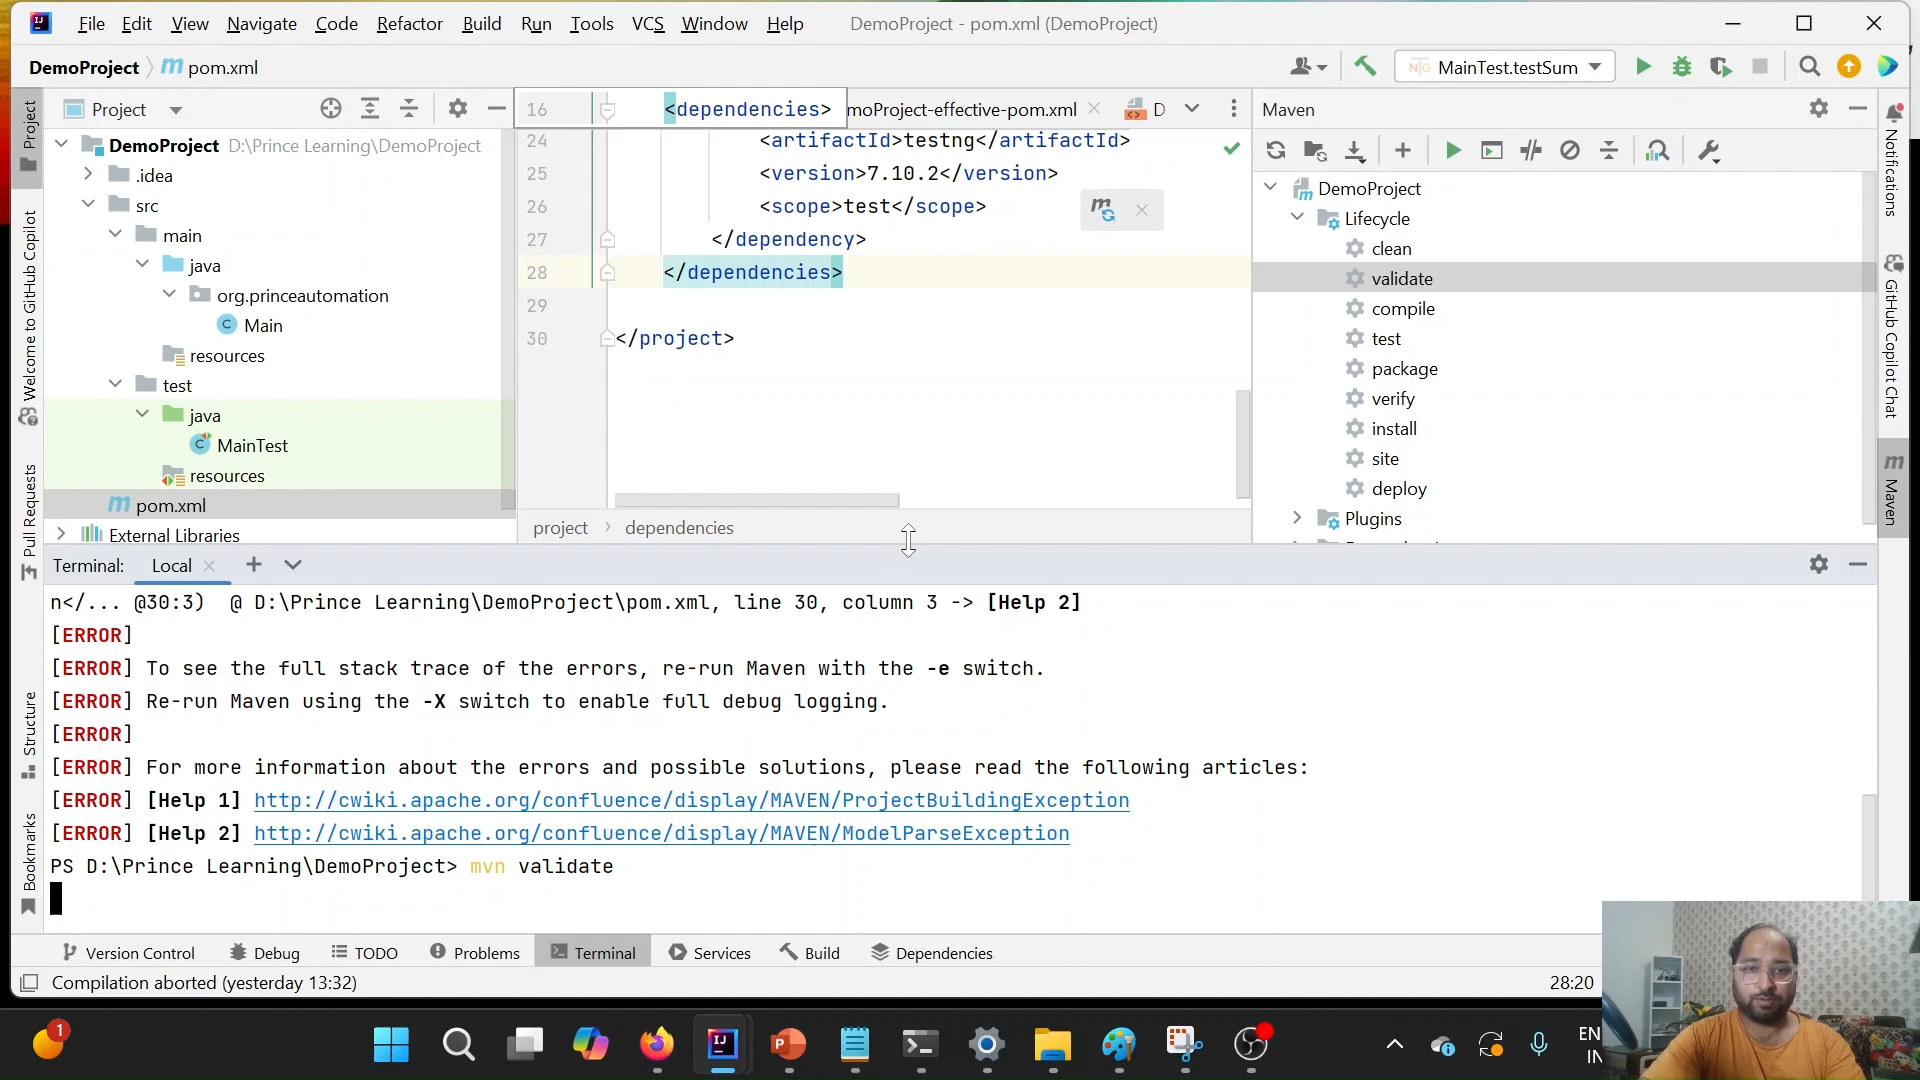 File Edit View Navigate Code Refactor Build Run Tools VCS Window Help DemoProject - pom.xml (DemoProject)
DemoProject pom.xml
MainTest.testSum
Project
16 <dependencies> moProject-effective-pom.xml D
Maven
DemoProject D:\Prince Learning\DemoProject
.idea
src
main
java
org.princeautomation
Main
resources
test
java
MainTest
resources
pom.xml
External Libraries
24 <artifactId>testng</artifactId>
25 <version>7.10.2</version>
26 <scope>test</scope>
27 </dependency>
28 </dependencies>
29
30 </project>
project dependencies
DemoProject
Lifecycle
clean
validate
compile
test
package
verify
install
site
deploy
Plugins
Project
Welcome to GitHub Copilot
Pull Requests
Structure
Bookmarks
Notifications
GitHub Copilot Chat
Maven
Terminal: Local
n</... @30:3)  @ D:\Prince Learning\DemoProject\pom.xml, line 30, column 3 -> [Help 2]
[ERROR]
[ERROR] To see the full stack trace of the errors, re-run Maven with the -e switch.
[ERROR] Re-run Maven using the -X switch to enable full debug logging.
[ERROR]
[ERROR] For more information about the errors and possible solutions, please read the following articles:
[ERROR] [Help 1] http://cwiki.apache.org/confluence/display/MAVEN/ProjectBuildingException
[ERROR] [Help 2] http://cwiki.apache.org/confluence/display/MAVEN/ModelParseException
PS D:\Prince Learning\DemoProject> mvn validate
Version Control Debug TODO Problems Terminal Services Build Dependencies
Compilation aborted (yesterday 13:32)
28:20
1
EN
IN